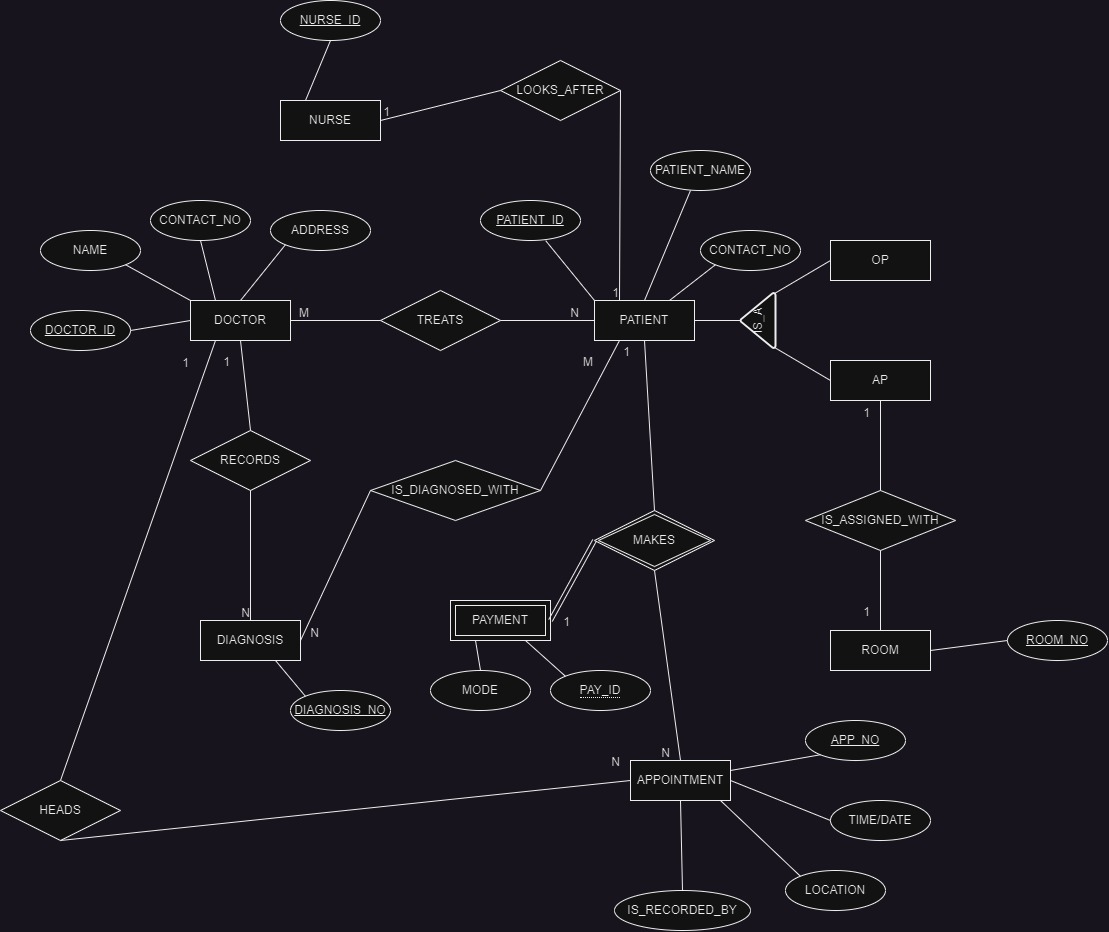 NURSE_ID
LOOKS_AFTER
1
NURSE
PATIENT_NAME
CONTACT_NO
PATIENT_ID
ADDRESS
NAME
CONTACT_NO
OP
1
M
N
DOCTOR
TREATS
PATIENT
IS_A
DOCTOR_ID
1
1
M
1
AP
1
RECORDS
IS_DIAGNOSED_WITH
IS_ASSIGNED_WITH
MAKES
N
1
1
PAYMENT
N
DIAGNOSIS
ROOM
ROOM_NO
MODE
PAY_ID
DIAGNOSIS_NO
APP_NO
N
N
APPOINTMENT
HEADS
TIME/DATE
LOCATION
IS_RECORDED_BY